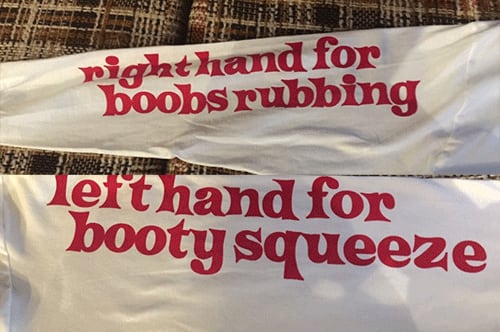 right hand for
boobs rubbing
left hand for
booty squeeze